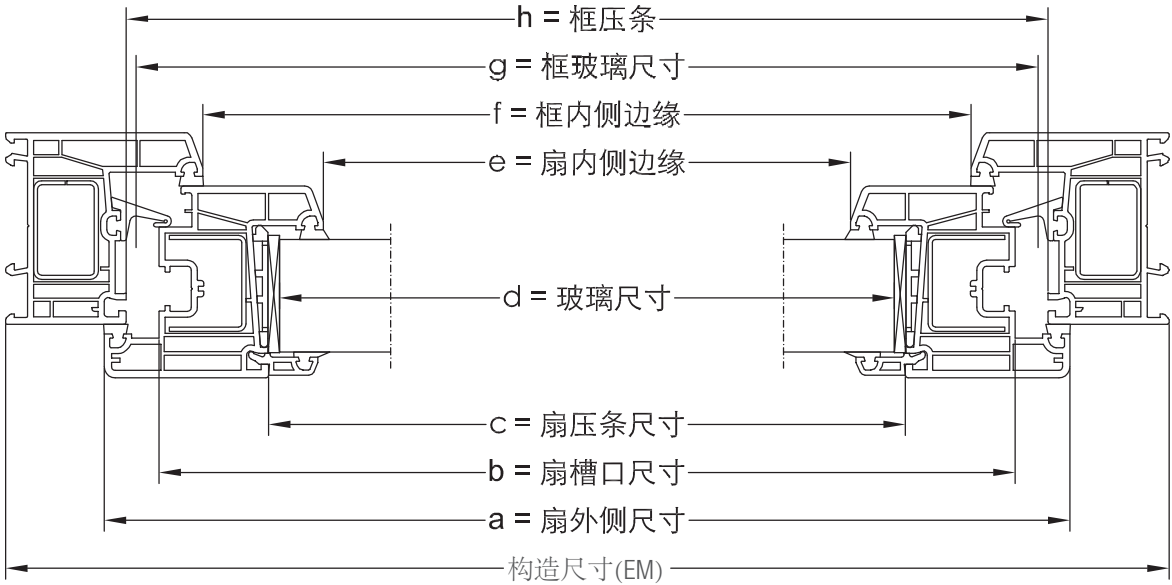 h = 框压条
g = 框玻璃尺寸
f = 框内侧边缘
e = 扇内侧边缘
d = 玻璃尺寸
c = 扇压条尺寸
b = 扇槽口尺寸
a = 扇外侧尺寸
构造尺寸(EM)